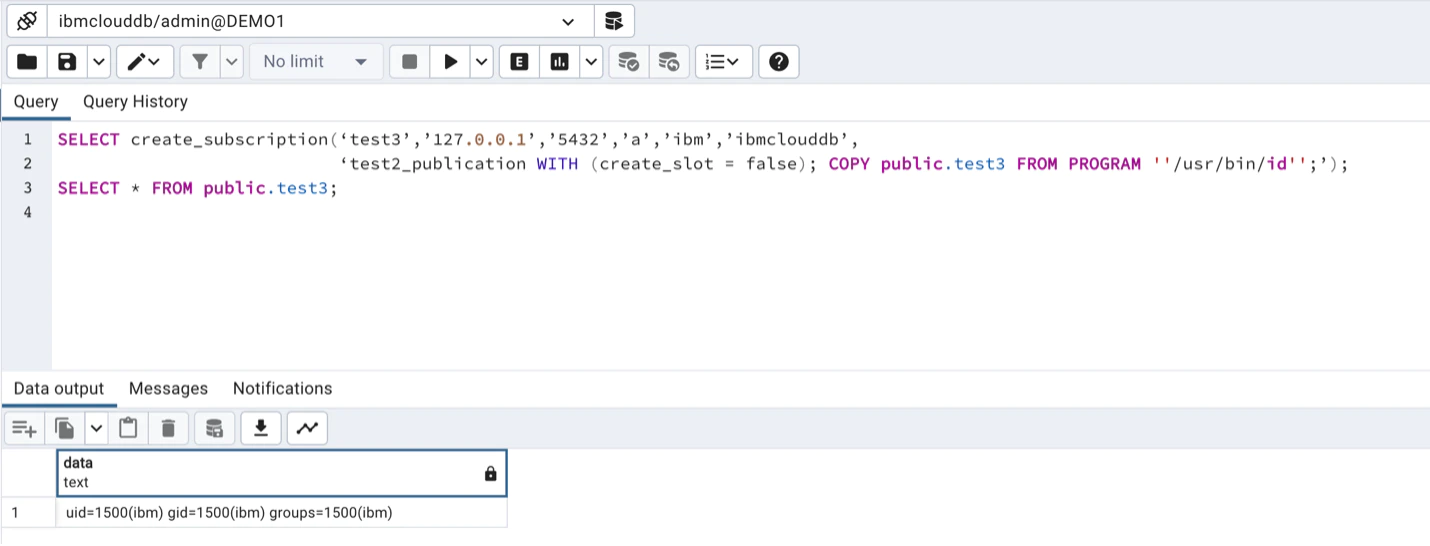 ibmclouddb/admin@DEMO1
No limit
E
Query Query History
1 SELECT create_subscription(‘test3’,’127.0.0.1’,’5432’,’a’,’ibm’,’ibmclouddb’,
2 ‘test2_publication WITH (create_slot = false); COPY public.test3 FROM PROGRAM ''/usr/bin/id'';’);
3 SELECT * FROM public.test3;
4
Data output Messages Notifications
data
text
1 uid=1500(ibm) gid=1500(ibm) groups=1500(ibm)